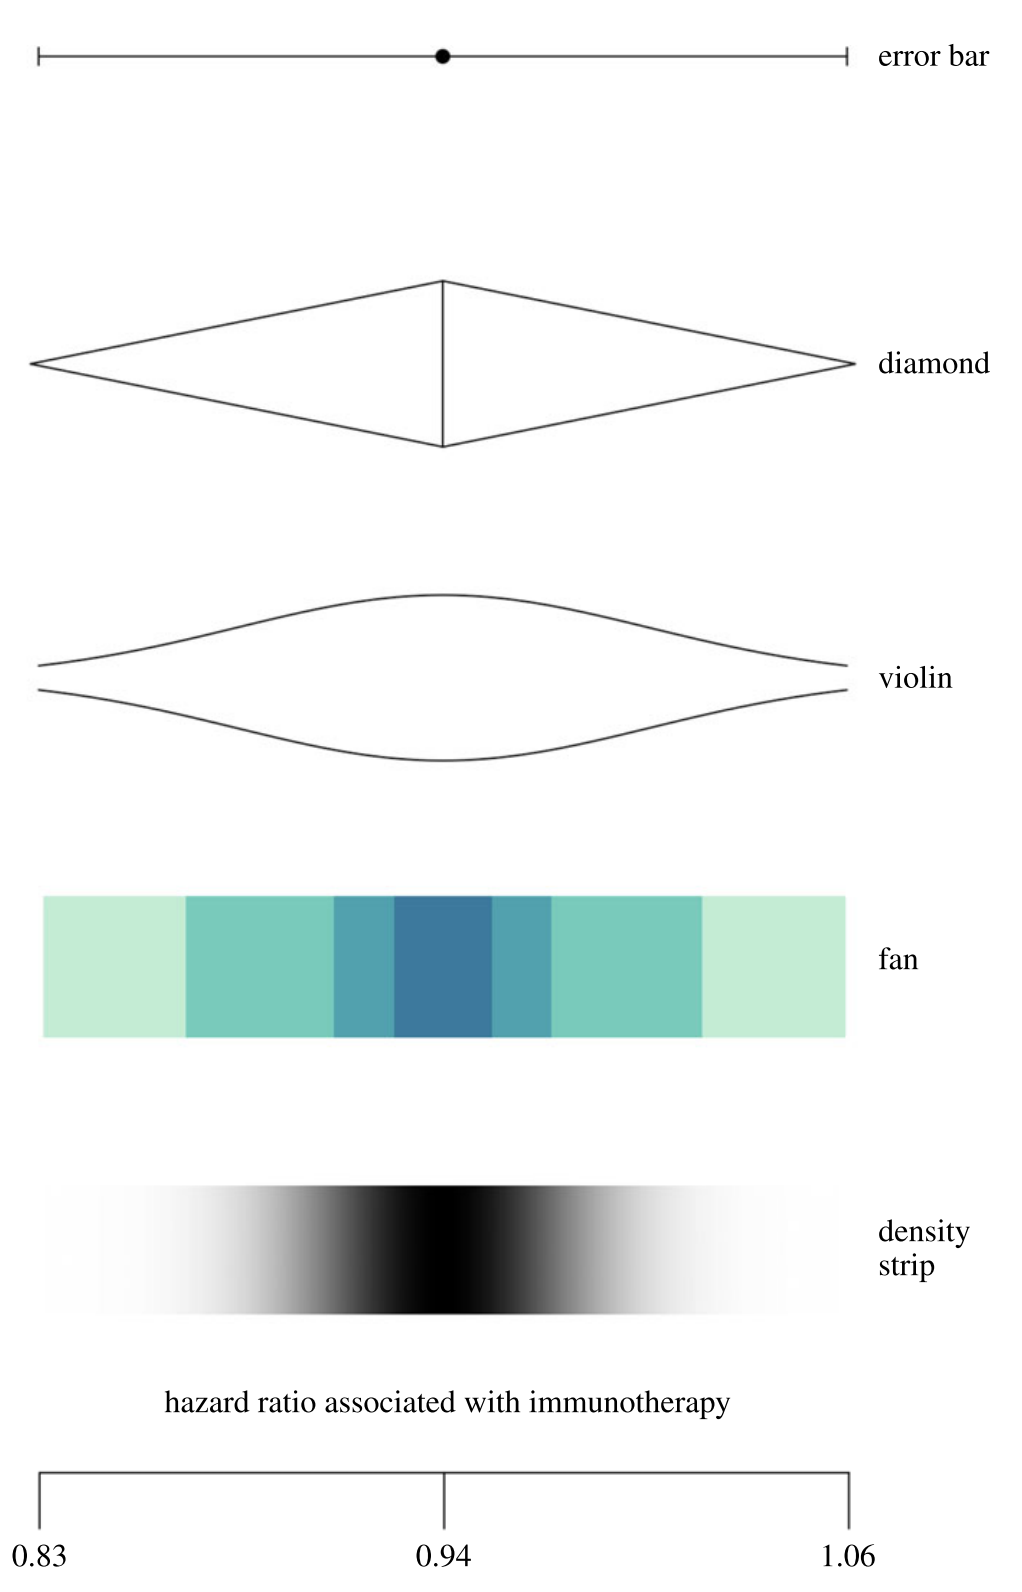 error bar
diamond
violin
fan
density
strip
hazard ratio associated with immunotherapy
0.83 0.94 1.06